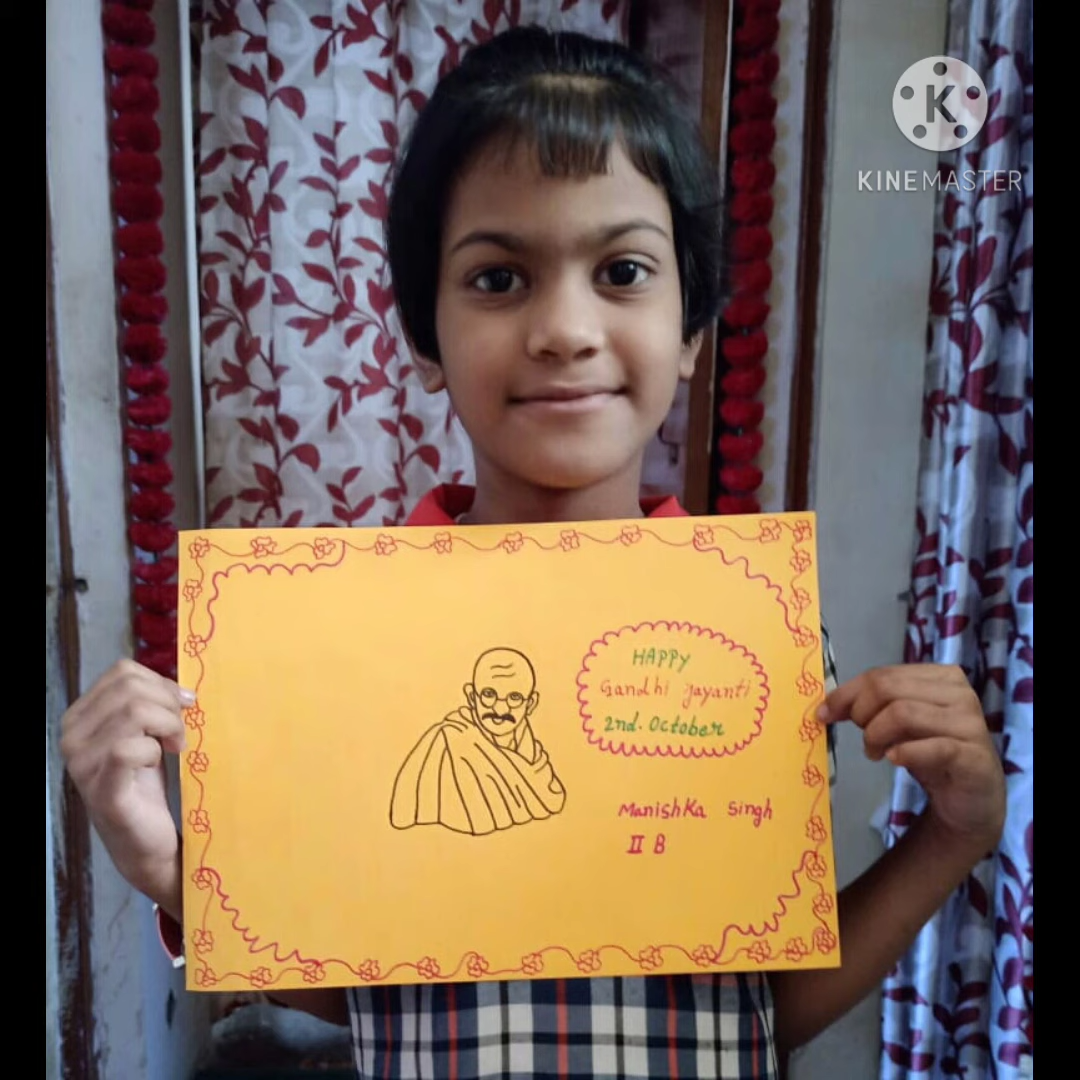 KINEMASTER
HAPPY
Gandhi Jayanti
2nd. October
Manishka Singh
II B